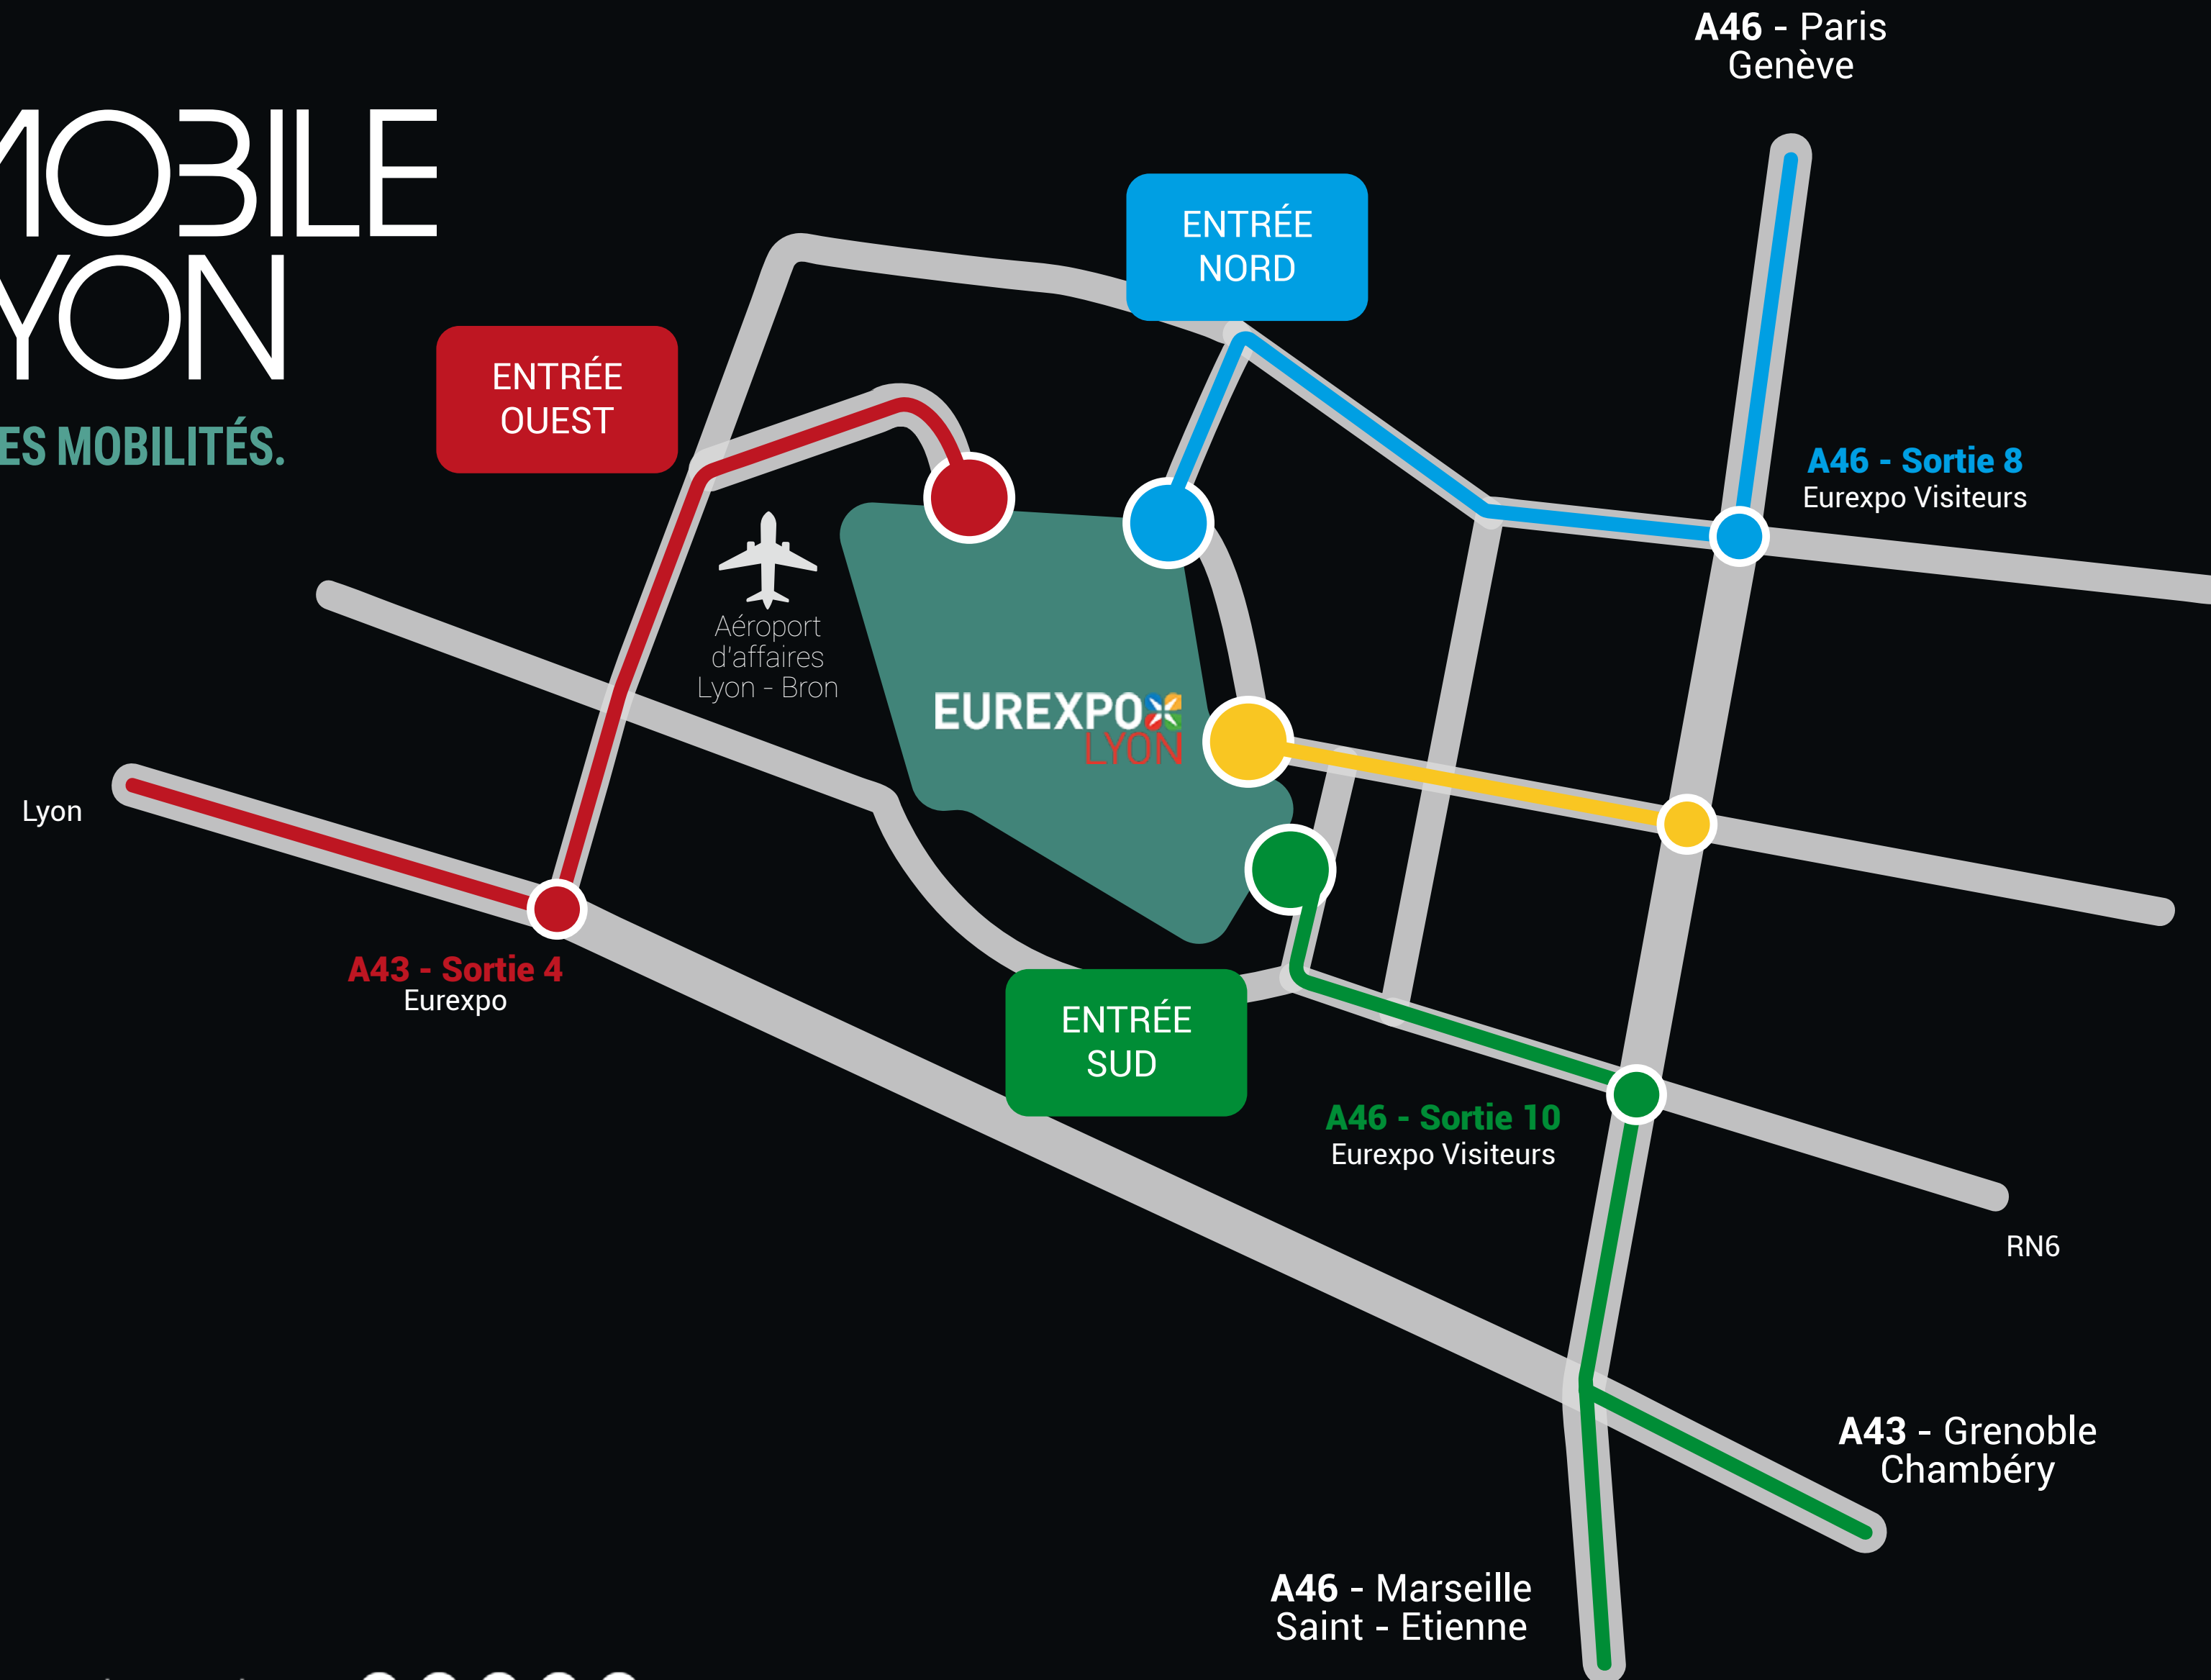 MOBILE
YON
ES MOBILITÉS.
A46 - Paris
Genève
ENTRÉE
NORD
ENTRÉE
OUEST
A46 - Sortie 8
Eurexpo Visiteurs
Aéroport
d'affaires
Lyon - Bron
EUREXPO
LYON
Lyon
A43 - Sortie 4
Eurexpo
ENTRÉE
SUD
A46 - Sortie 10
Eurexpo Visiteurs
RN6
A43 - Grenoble
Chambéry
A46 - Marseille
Saint - Etienne